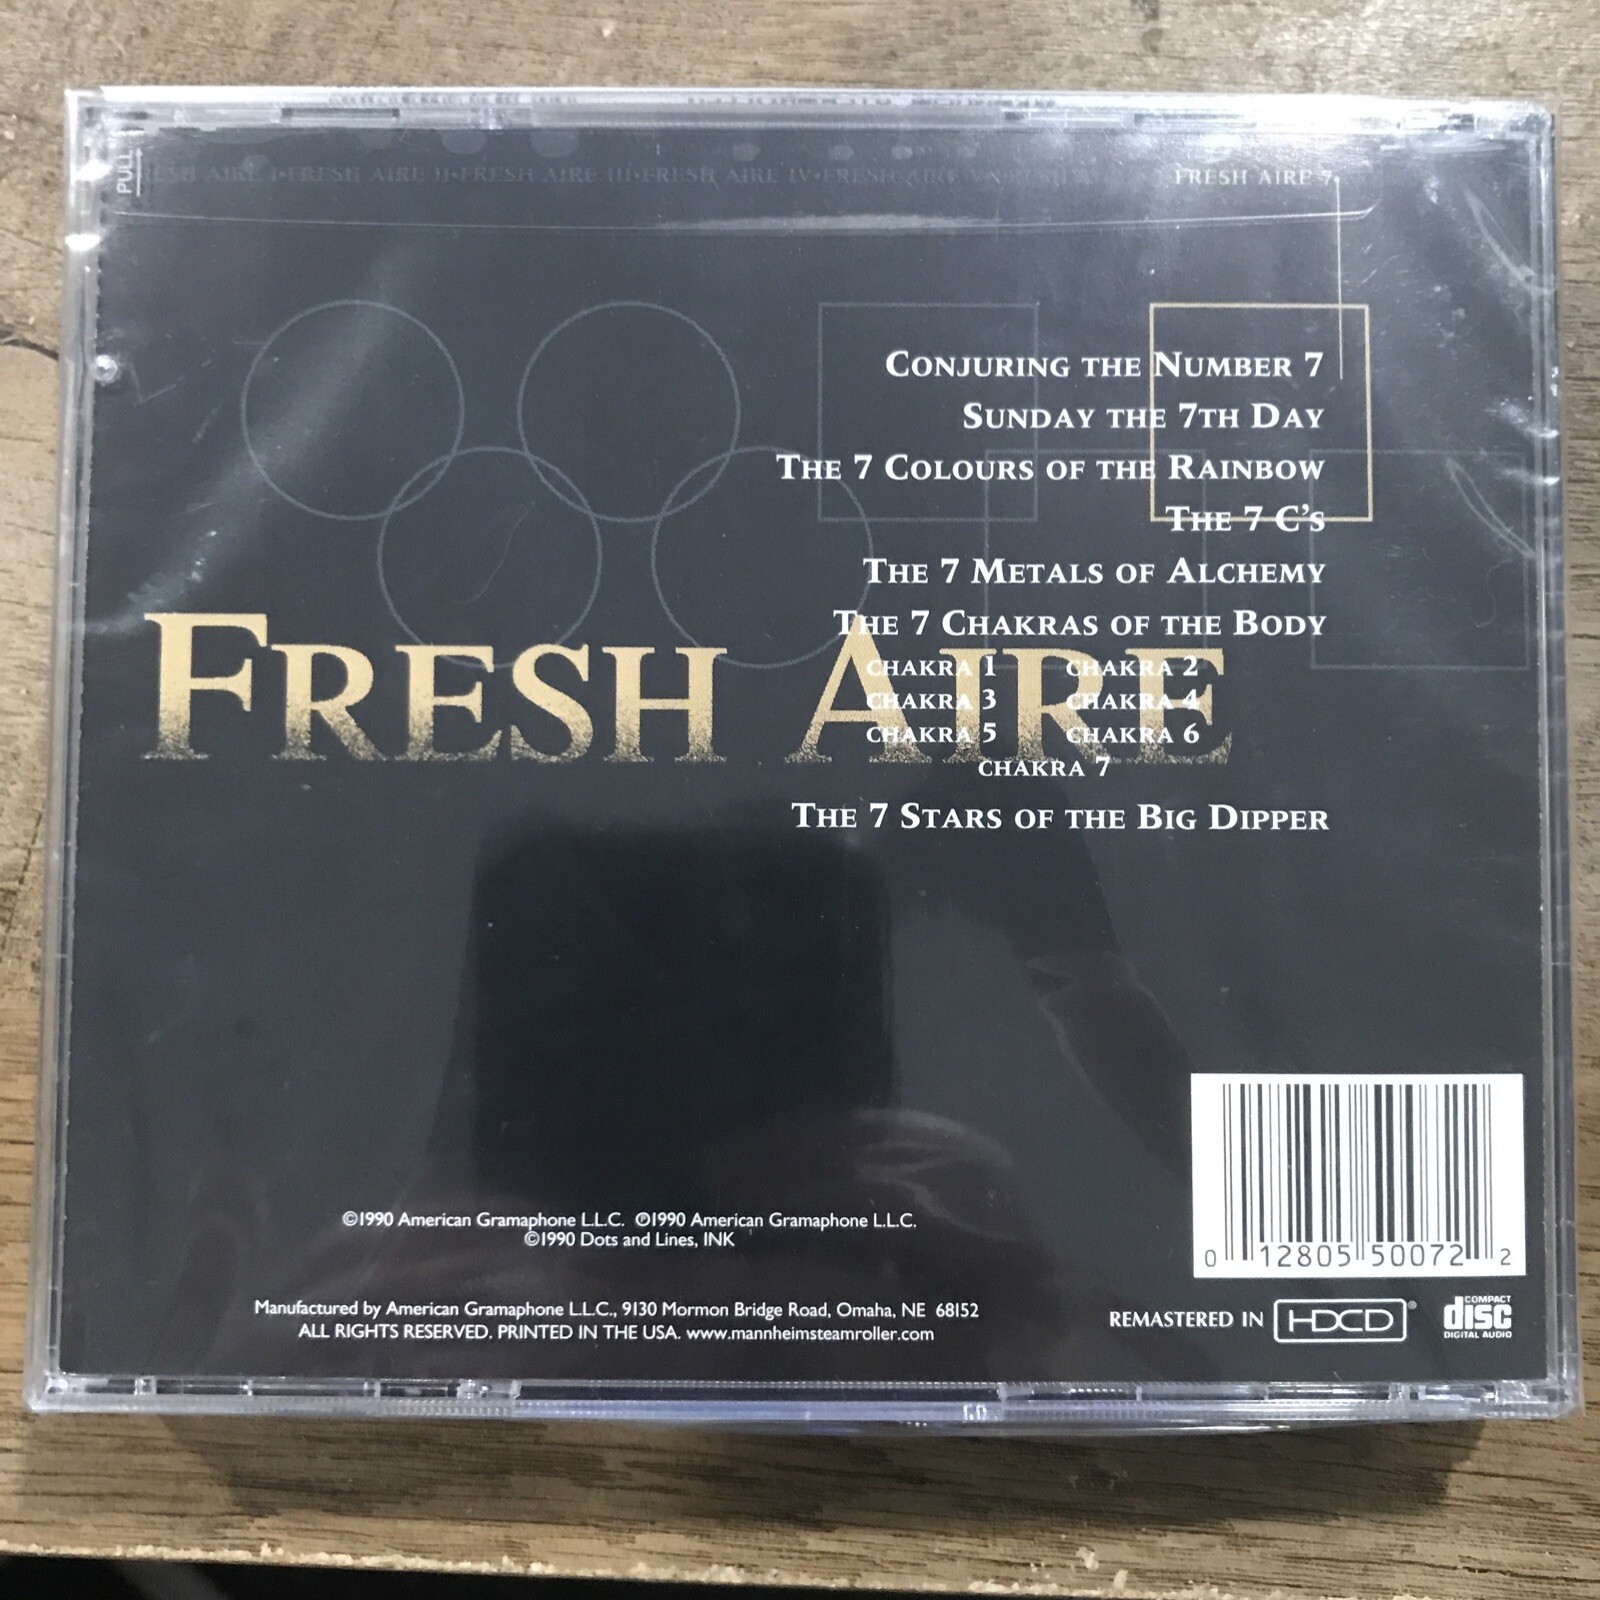 PULL
FRESH AIRE I•FRESH AIRE II•FRESH AIRE III•FRESH AIRE IV•FRESH AIRE V• FRESH AIRE 7
CONJURING THE NUMBER 7
SUNDAY THE 7TH DAY
THE 7 COLOURS OF THE RAINBOW
THE 7 C'S
THE 7 METALS OF ALCHEMY
THE 7 CHAKRAS OF THE BODY
FRESH AIRE
CHAKRA 1 CHAKRA 2
CHAKRA 3 CHAKRA 4
CHAKRA 5 CHAKRA 6
CHAKRA 7
THE 7 STARS OF THE BIG DIPPER
©1990 American Gramaphone L.L.C. ℗1990 American Gramaphone L.L.C.
©1990 Dots and Lines, INK
0 12805 50072 2
Manufactured by American Gramaphone L.L.C., 9130 Mormon Bridge Road, Omaha, NE 68152
ALL RIGHTS RESERVED. PRINTED IN THE USA. www.mannheimsteamroller.com
REMASTERED IN HDCD®
COMPACT
disc
DIGITAL AUDIO